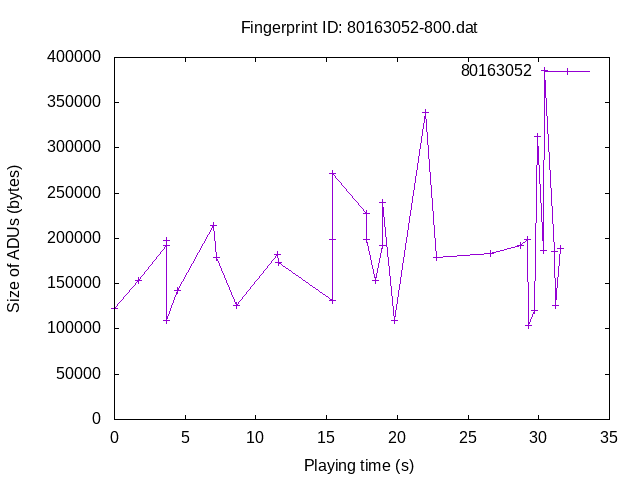 Fingerprint ID: 80163052-800.dat
400000
350000
300000
250000
200000
150000
100000
50000
0
0 5 10 15 20 25 30 35
Size of ADUs (bytes)
Playing time (s)
80163052